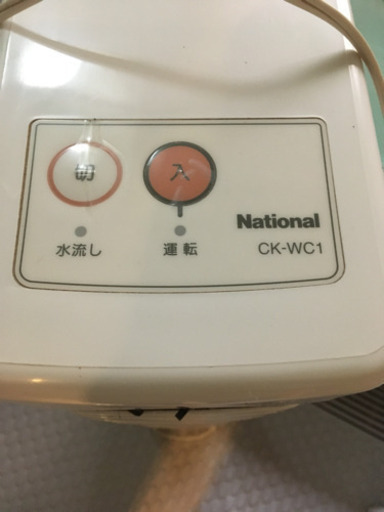 切
入
水流し
運転
National
CK-WC1